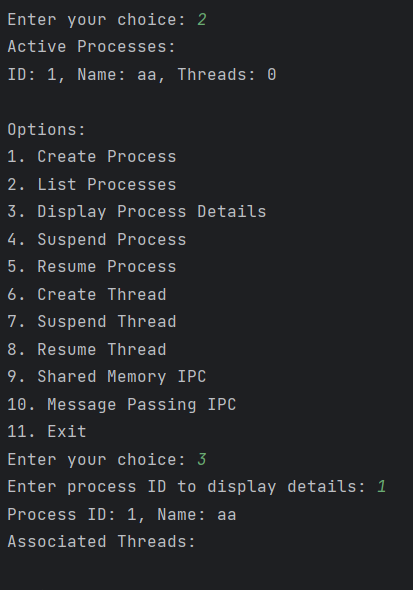 Enter your choice: 2
Active Processes:
ID: 1, Name: aa, Threads: 0
Options:
1. Create Process
2. List Processes
3. Display Process Details
4. Suspend Process
5. Resume Process
6. Create Thread
7. Suspend Thread
8. Resume Thread
9. Shared Memory IPC
10. Message Passing IPC
11. Exit
Enter your choice: 3
Enter process ID to display details: 1
Process ID: 1, Name: aa
Associated Threads: